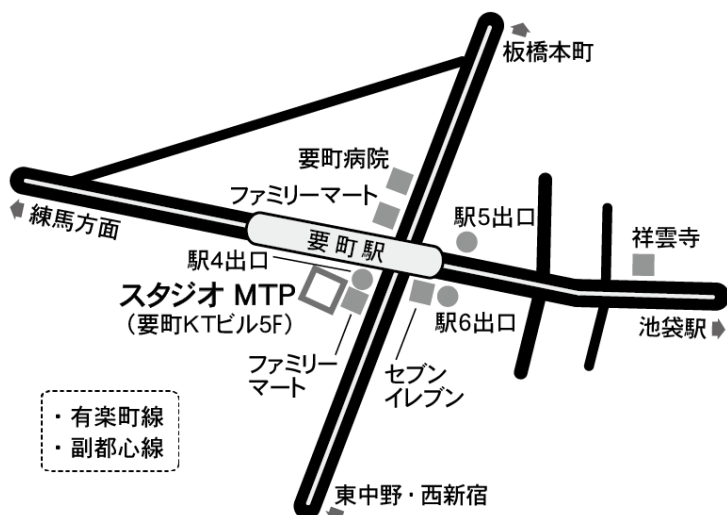 板橋本町
要町病院
ファミリーマート
練馬方面
要町駅
駅5出口
祥雲寺
駅4出口
スタジオ MTP
(要町KTビル5F)
駅6出口
池袋駅
ファミリー
マート
セブン
イレブン
・有楽町線
・副都心線
東中野・西新宿